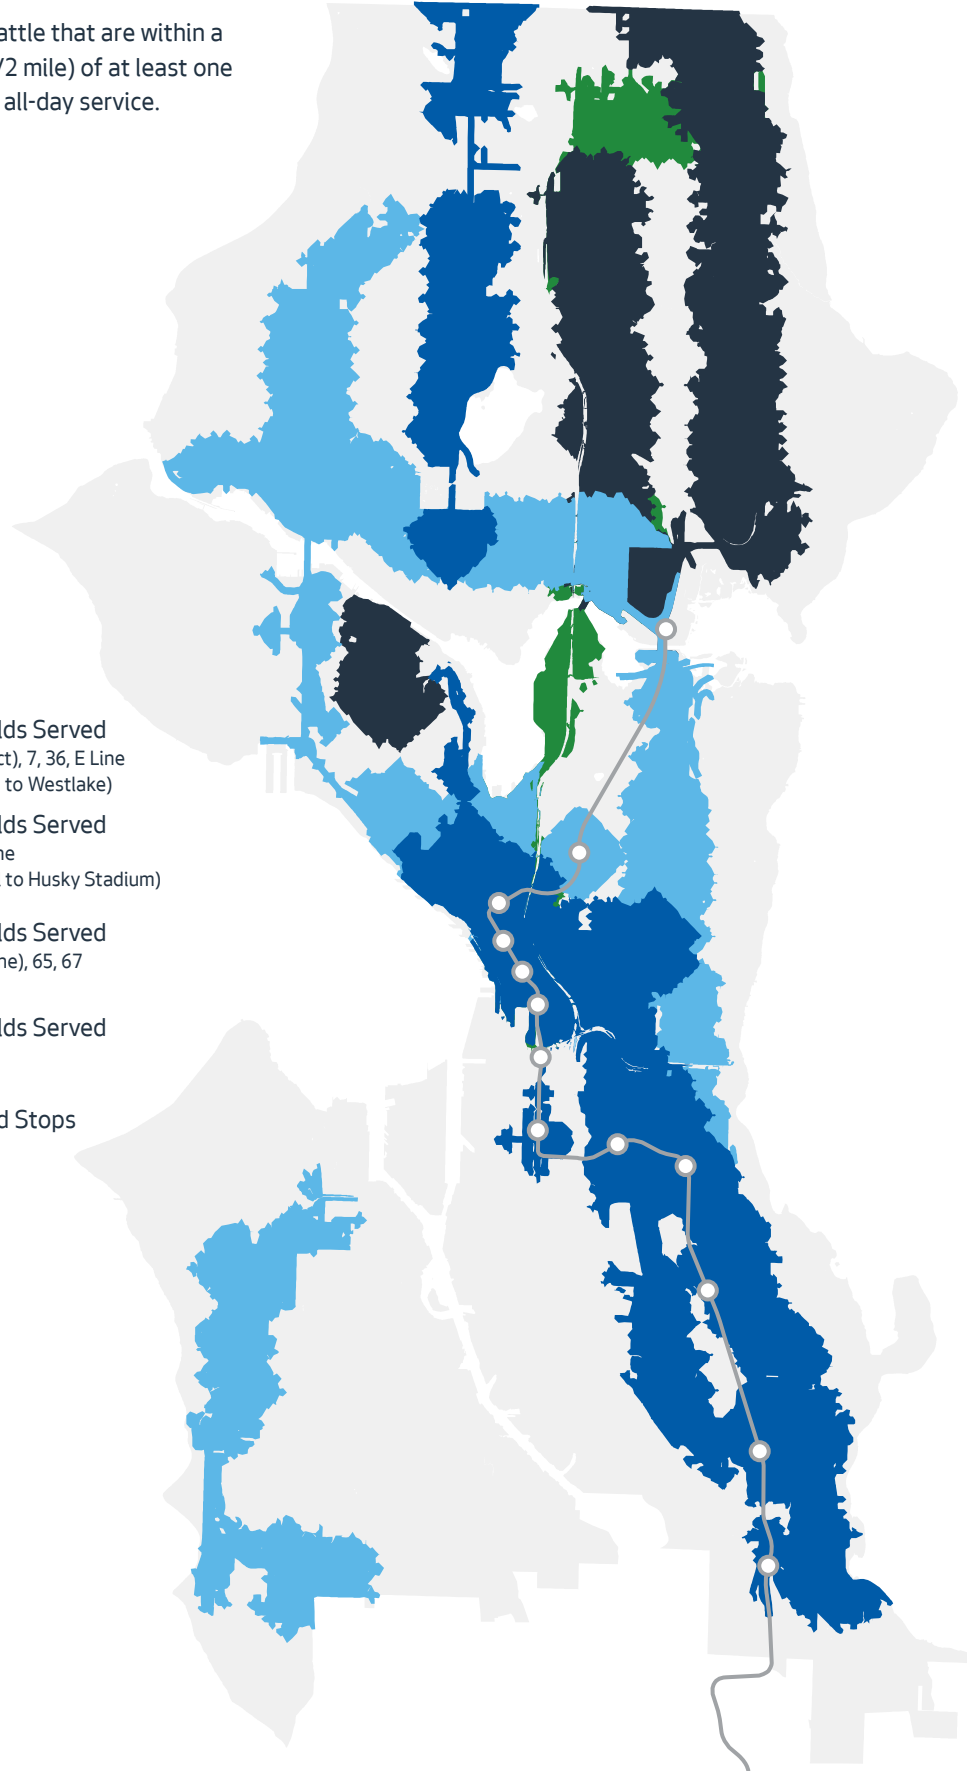 attle that are within a
/2 mile) of at least one
all-day service.
lds Served
ct), 7, 36, E Line
to Westlake)
lds Served
ne
to Husky Stadium)
lds Served
ne), 65, 67
lds Served
d Stops